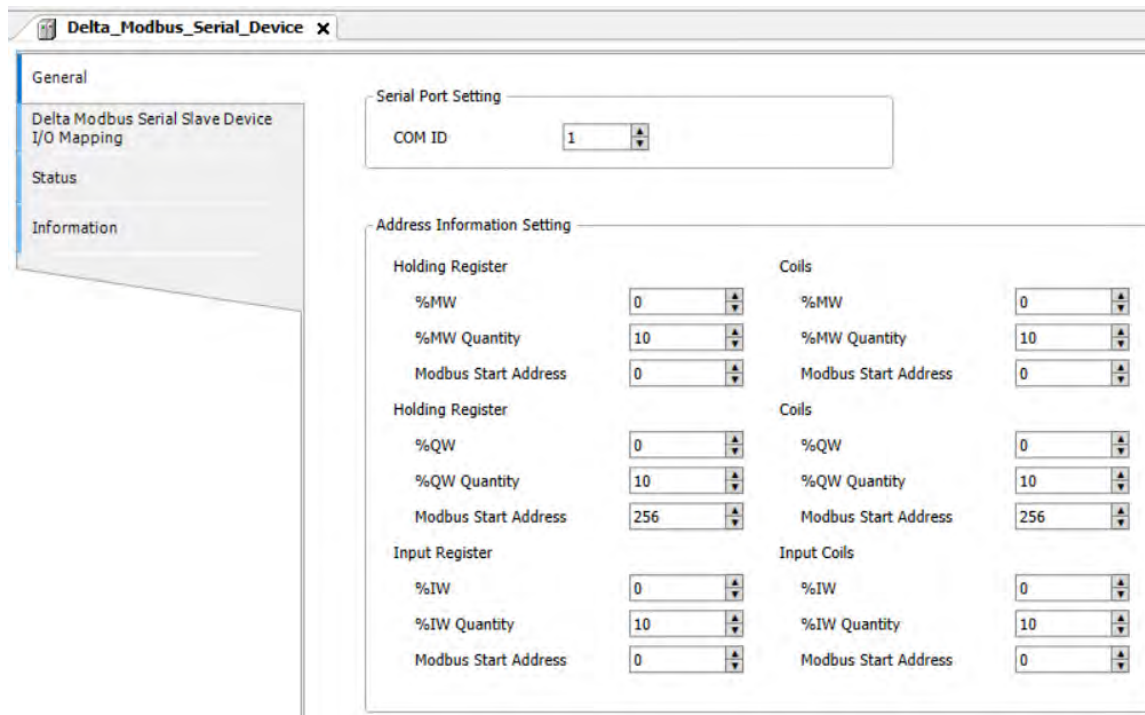 Delta_Modbus_Serial_Device X
General
Delta Modbus Serial Slave Device
I/O Mapping
Status
Information
Serial Port Setting
COM ID 1
Address Information Setting
Holding Register Coils
%MW 0 %MW 0
%MW Quantity 10 %MW Quantity 10
Modbus Start Address 0 Modbus Start Address 0
Holding Register Coils
%QW 0 %QW 0
%QW Quantity 10 %QW Quantity 10
Modbus Start Address 256 Modbus Start Address 256
Input Register Input Coils
%IW 0 %IW 0
%IW Quantity 10 %IW Quantity 10
Modbus Start Address 0 Modbus Start Address 0